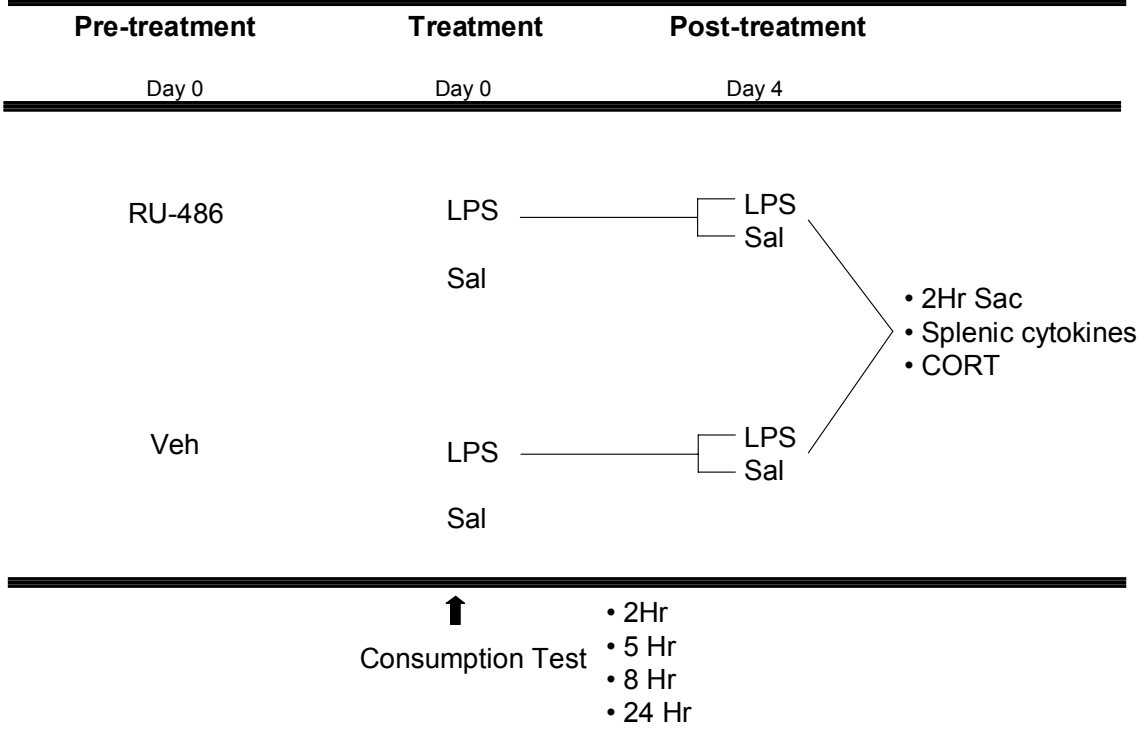 Pre-treatment Treatment Post-treatment
Day 0 Day 0 Day 4
RU-486 LPS LPS
Sal
Sal
• 2Hr Sac
• Splenic cytokines
• CORT
Veh LPS LPS
Sal
Sal
Consumption Test
• 2Hr
• 5 Hr
• 8 Hr
• 24 Hr